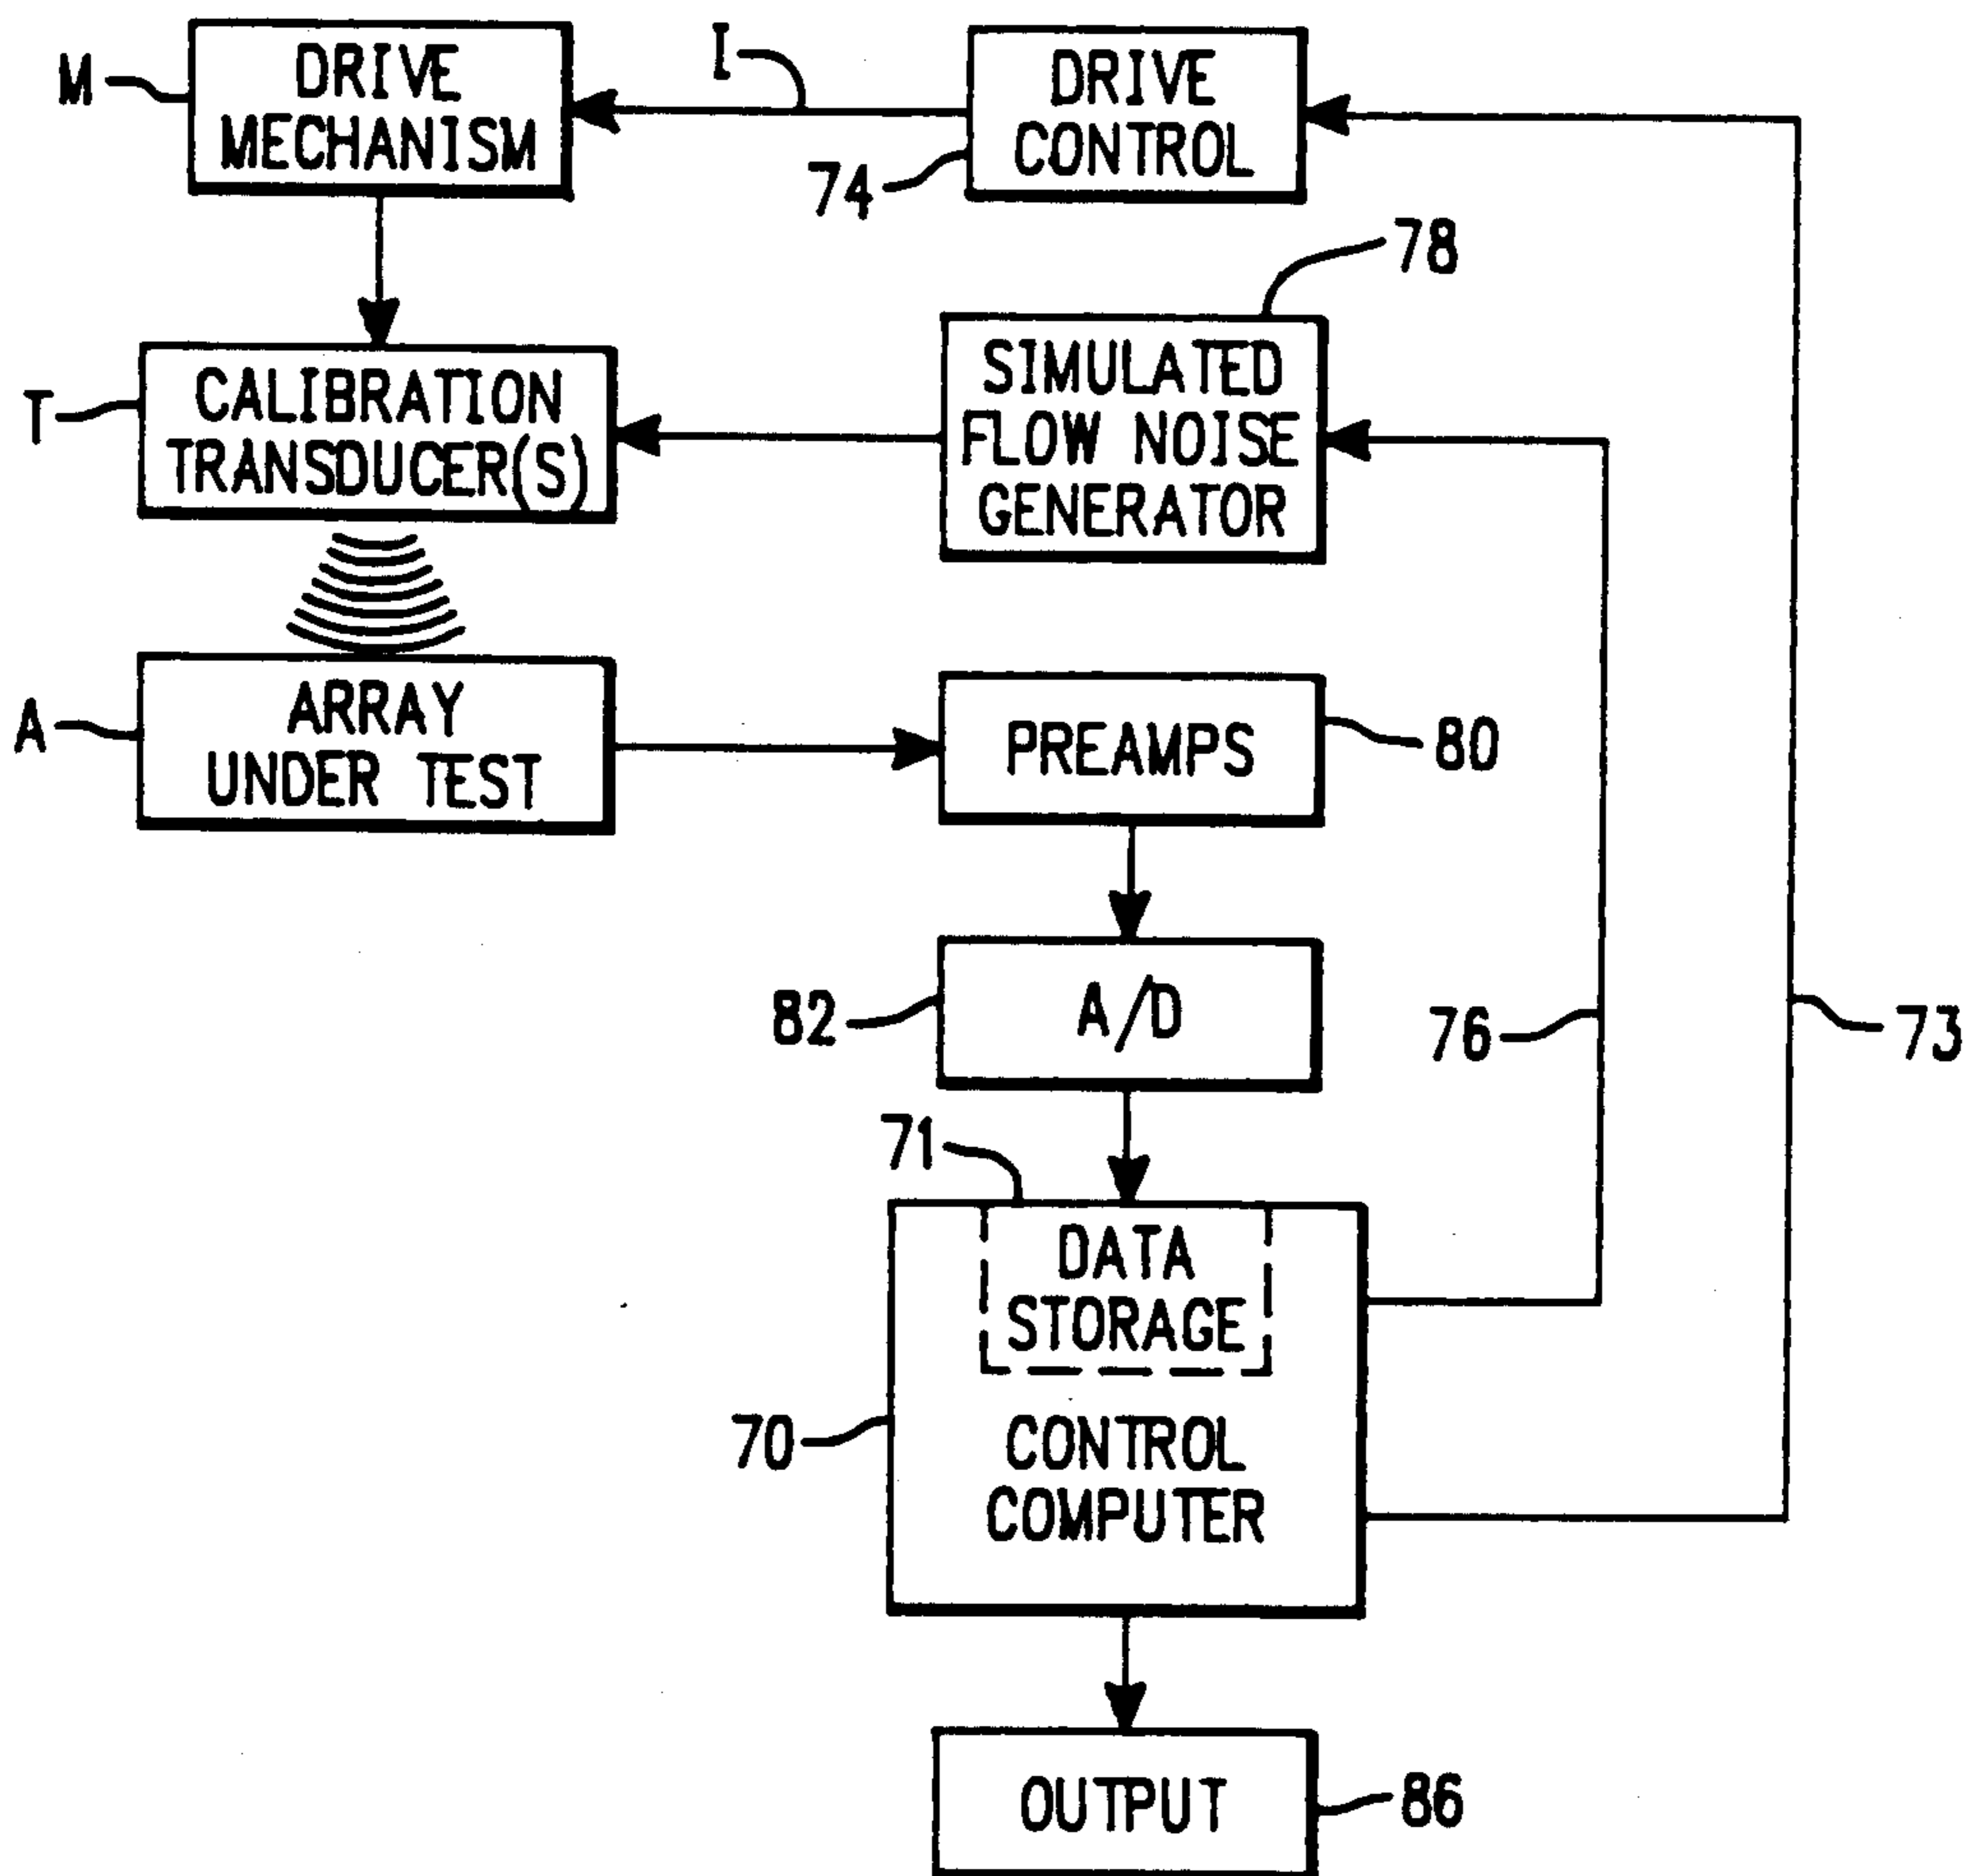 M
DRIVE
MECHANISM
I
DRIVE
CONTROL
74
78
T
CALIBRATION
TRANSDUCER(S)
SIMULATED
FLOW NOISE
GENERATOR
A
ARRAY
UNDER TEST
PREAMPS
80
82
A/D
76
73
71
DATA
STORAGE
70
CONTROL
COMPUTER
OUTPUT
86